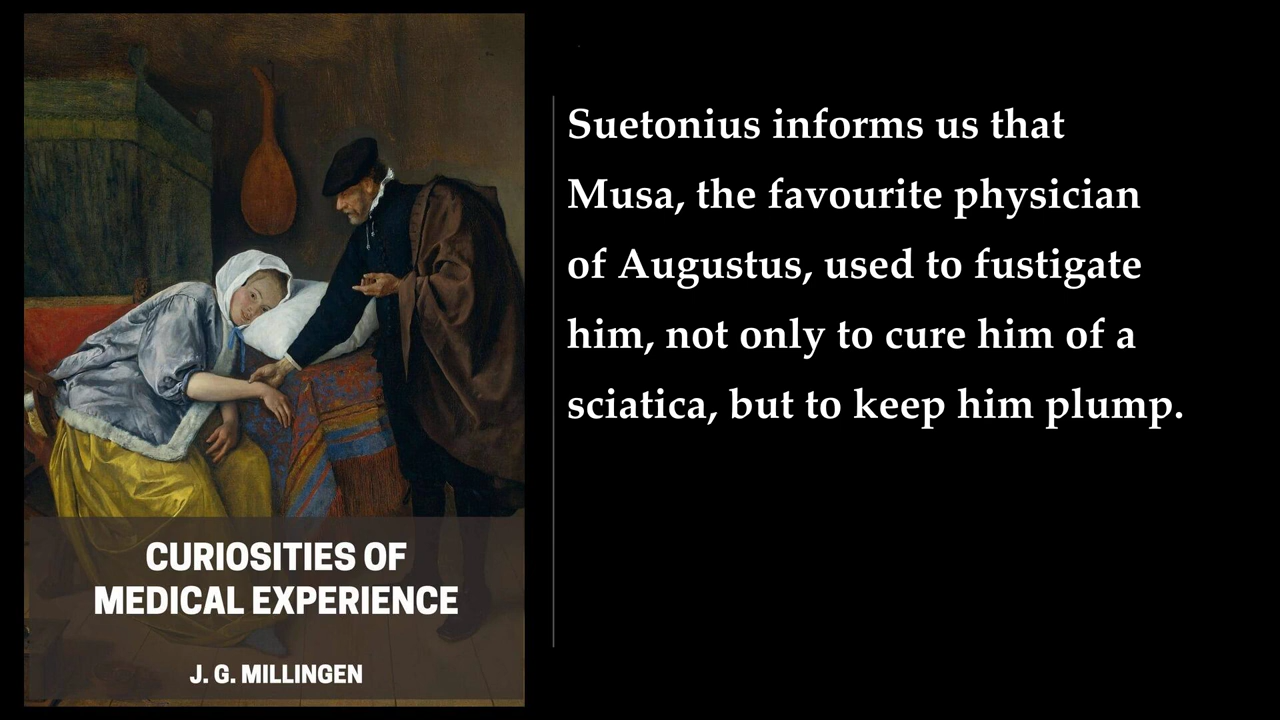 Suetonius informs us that
Musa, the favourite physician
of Augustus, used to fustigate
him, not only to cure him of a
sciatica, but to keep him plump.
CURIOSITIES OF
MEDICAL EXPERIENCE
J. G. MILLINGEN